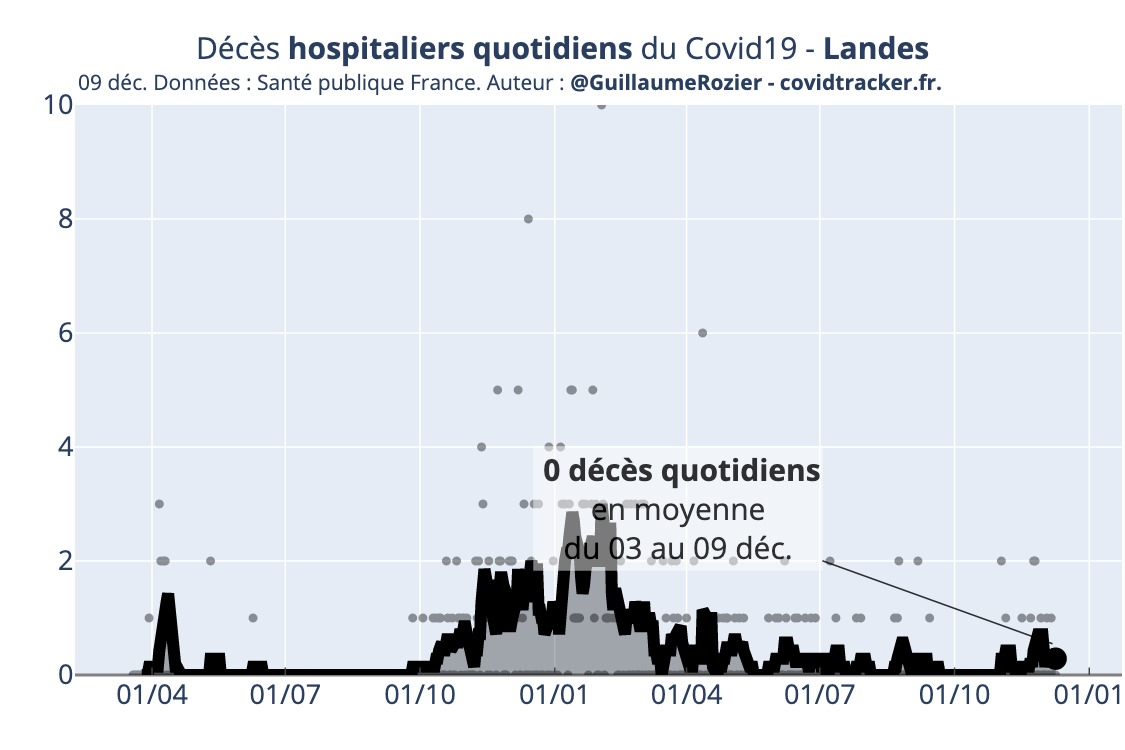 Décès hospitaliers quotidiens du Covid19 - Landes
09 déc. Données : Santé publique France. Auteur : @GuillaumeRozier - covidtracker.fr.
10
8
6
4
2
0
0 décès quotidiens
en moyenne
du 03 au 09 déc.
01/04 01/07 01/10 01/01 01/04 01/07 01/10 01/01